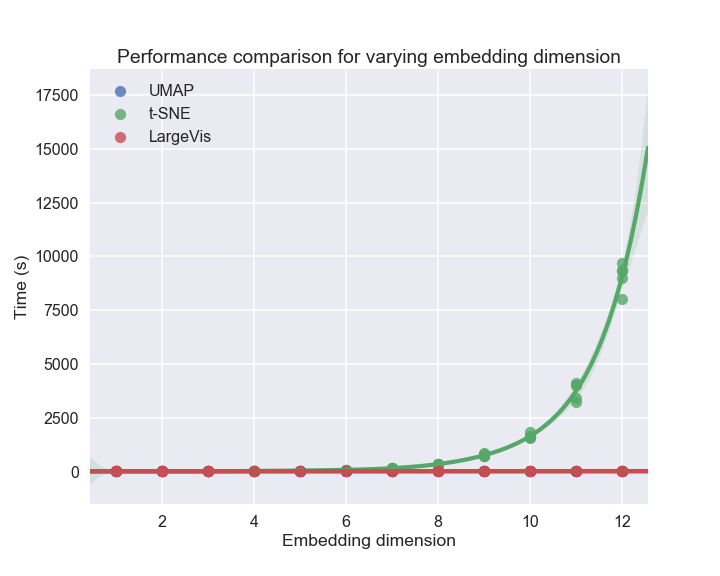 Performance comparison for varying embedding dimension
UMAP
t-SNE
LargeVis
17500
15000
12500
10000
7500
5000
2500
0
Time (s)
2 4 6 8 10 12
Embedding dimension